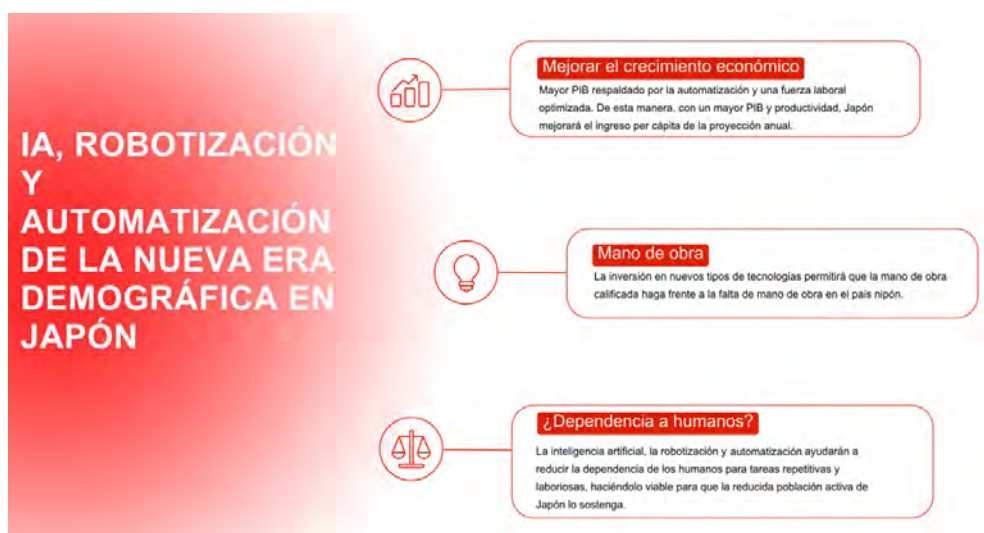 IA, ROBOTIZACIÓN
Y
AUTOMATIZACIÓN
DE LA NUEVA ERA
DEMOGRÁFICA EN
JAPÓN
Mejorar el crecimiento económico
Mayor PIB respaldado por la automatización y una fuerza laboral
optimizada. De esta manera, con un mayor PIB y productividad, Japón
mejorará el ingreso per cápita de la proyección anual.
Mano de obra
La inversión en nuevos tipos de tecnologías permitirá que la mano de obra
calificada haga frente a la falta de mano de obra en el país nipón.
¿Dependencia a humanos?
La inteligencia artificial, la robotización y automatización ayudarán a
reducir la dependencia de los humanos para tareas repetitivas y
laboriosas, haciéndolo viable para que la reducida población activa de
Japón lo sostenga.